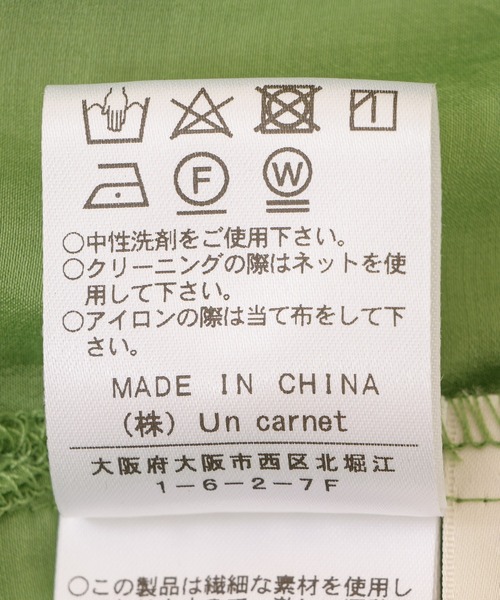 F W
○中性洗剤をご使用下さい。
○クリーニングの際はネットを使
用して下さい。
○アイロンの際は当て布をして下
さい。
MADE IN CHINA
(株) Un carnet
大阪府大阪市西区北堀江
1-6-2-7F
○この製品は繊細な素材を使用し